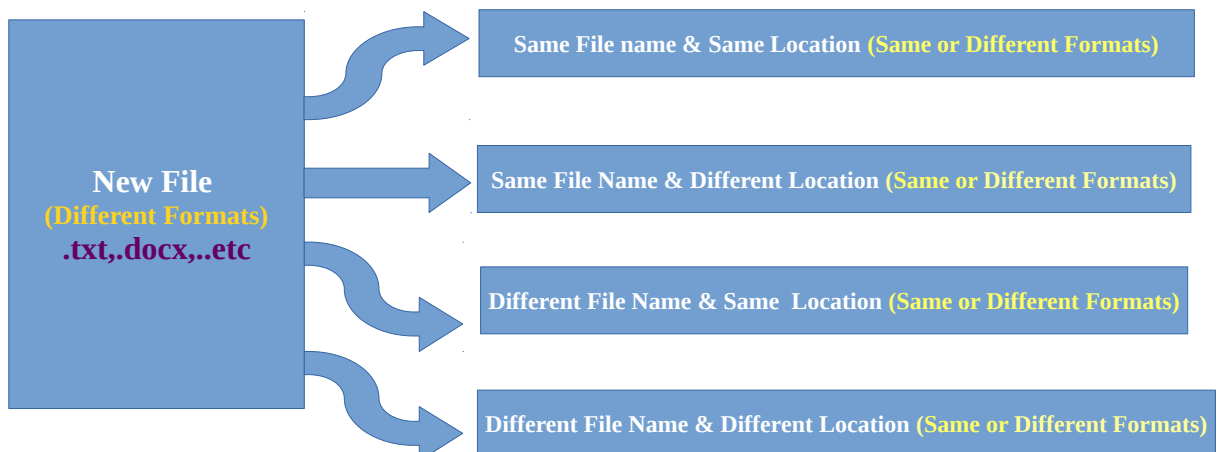 New File
(Different Formats)
.txt,.docx,..etc
Same File name & Same Location (Same or Different Formats)
Same File Name & Different Location (Same or Different Formats)
Different File Name & Same  Location (Same or Different Formats)
Different File Name & Different Location (Same or Different Formats)